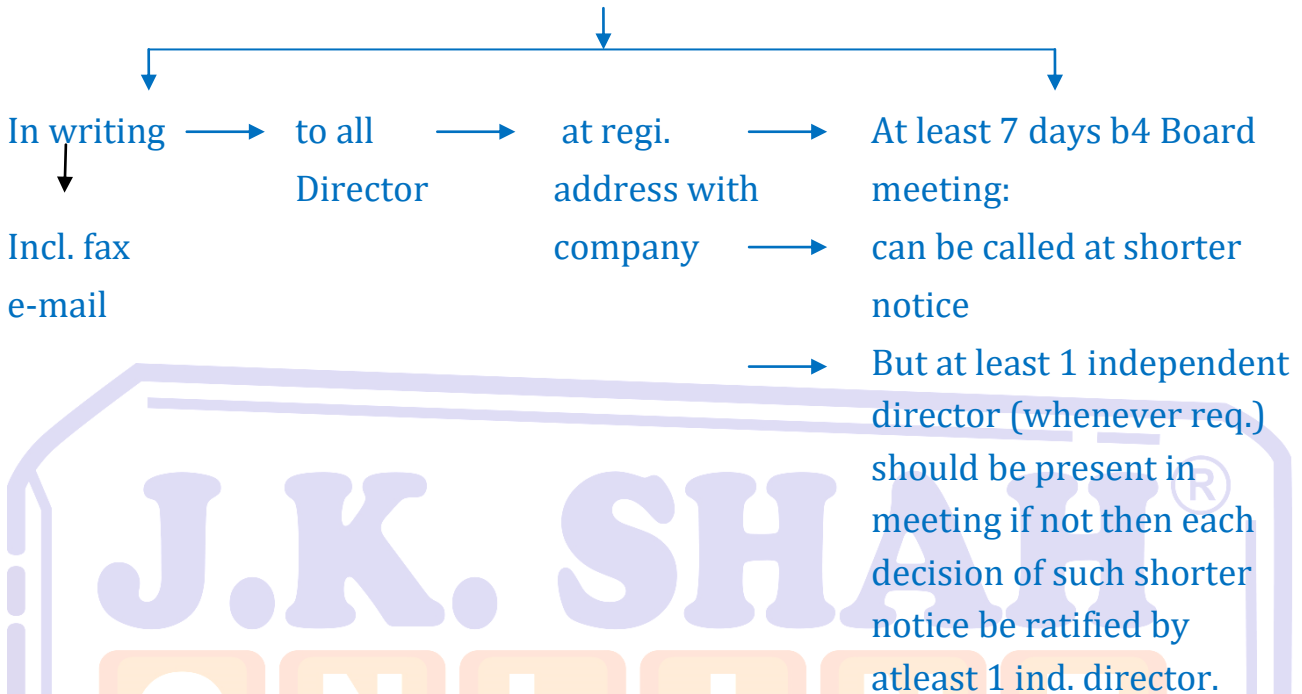 In writing
Incl. fax
e-mail
to all
Director
at regi.
address with
company
At least 7 days b4 Board
meeting:
can be called at shorter
notice
But at least 1 independent
director (whenever req.)
should be present in
meeting if not then each
decision of such shorter
notice be ratified by
atleast 1 ind. director.
J.K. SHAH®